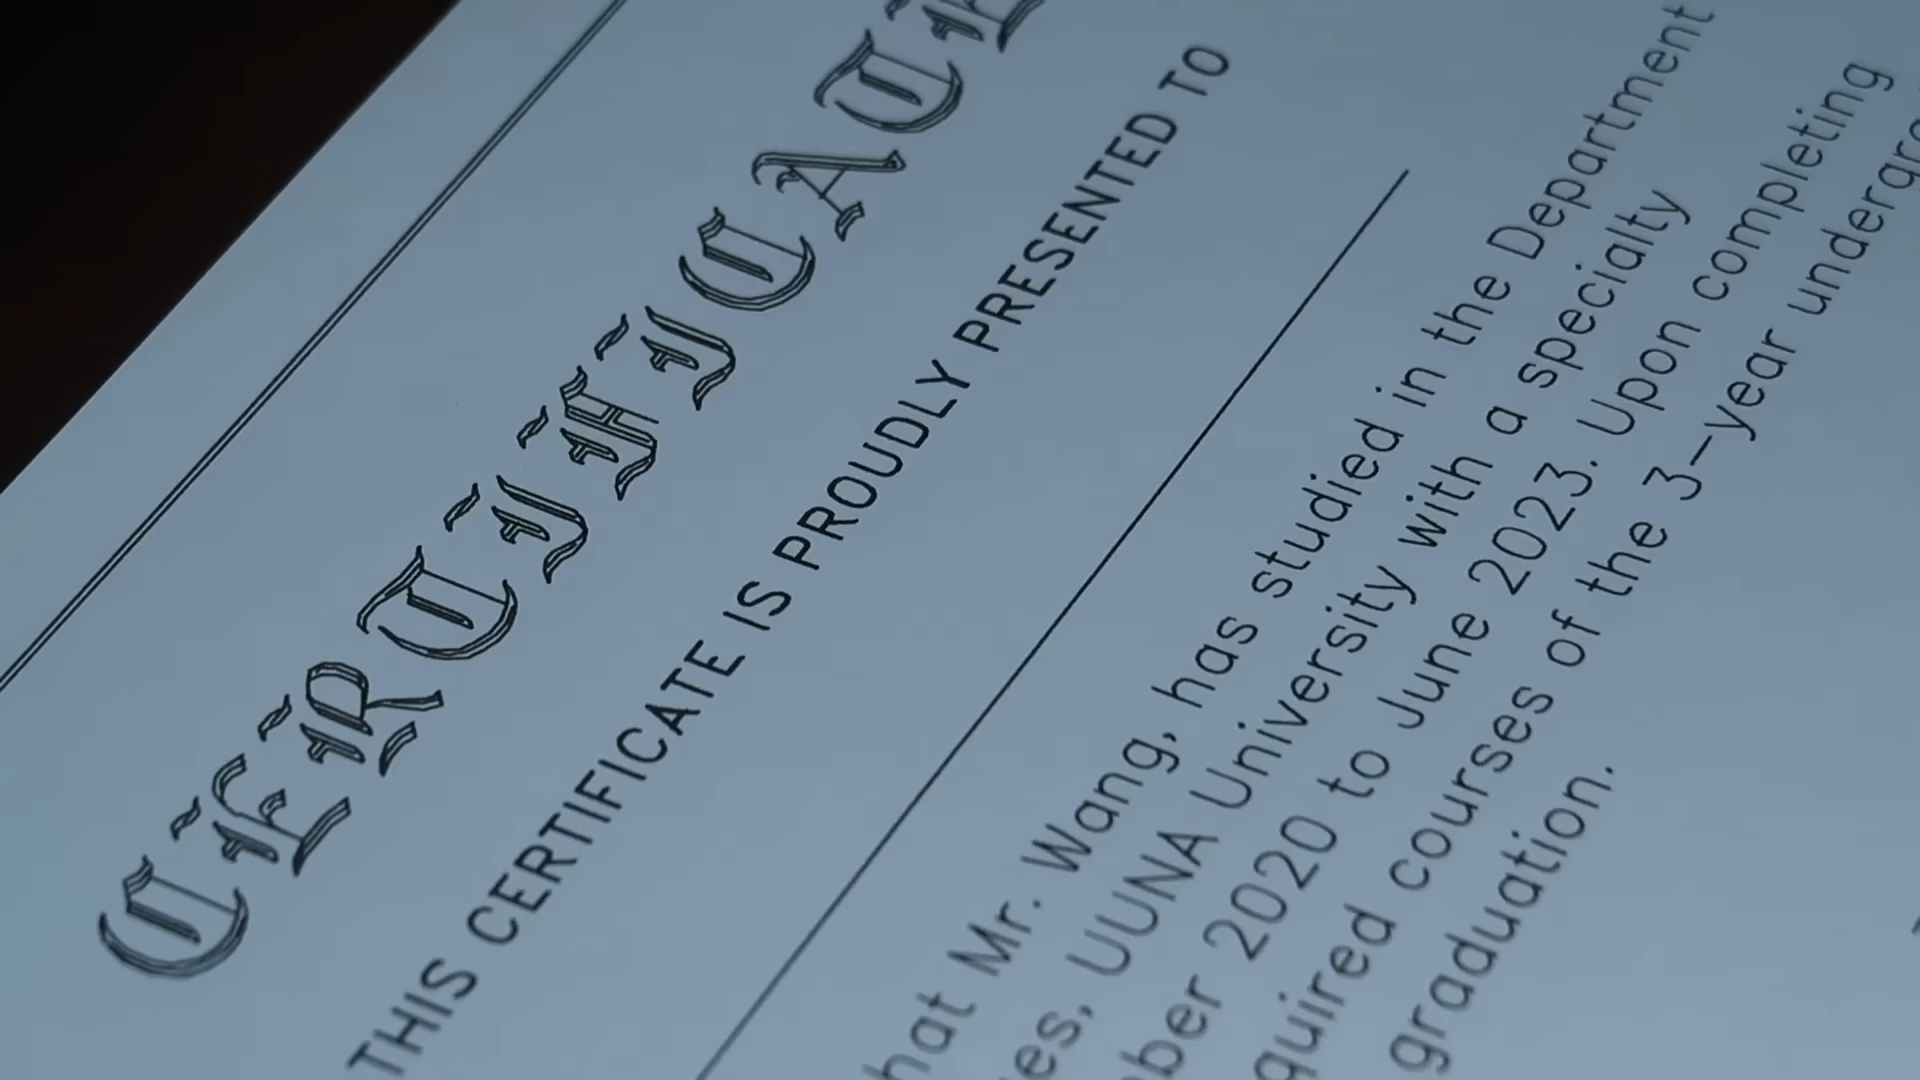 CERTIFICATE
THIS CERTIFICATE IS PROUDLY PRESENTED TO
hat Mr. Wang, has studied in the Department
es, UUNA University with a specialty
ber 2020 to June 2023. Upon completing
quired courses of the 3-year undergra
graduation.